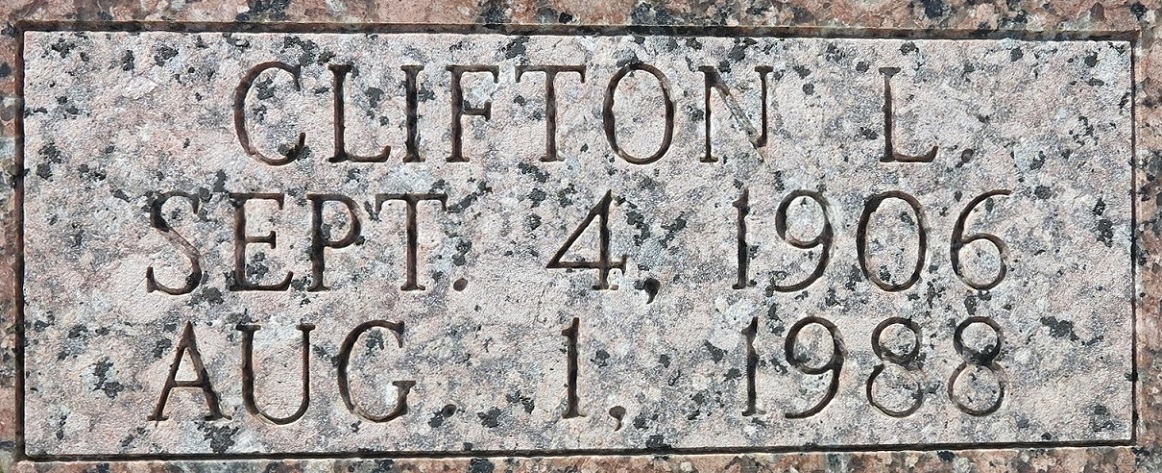 CLIFTON L.
SEPT. 4, 1906
AUG. 1, 1988